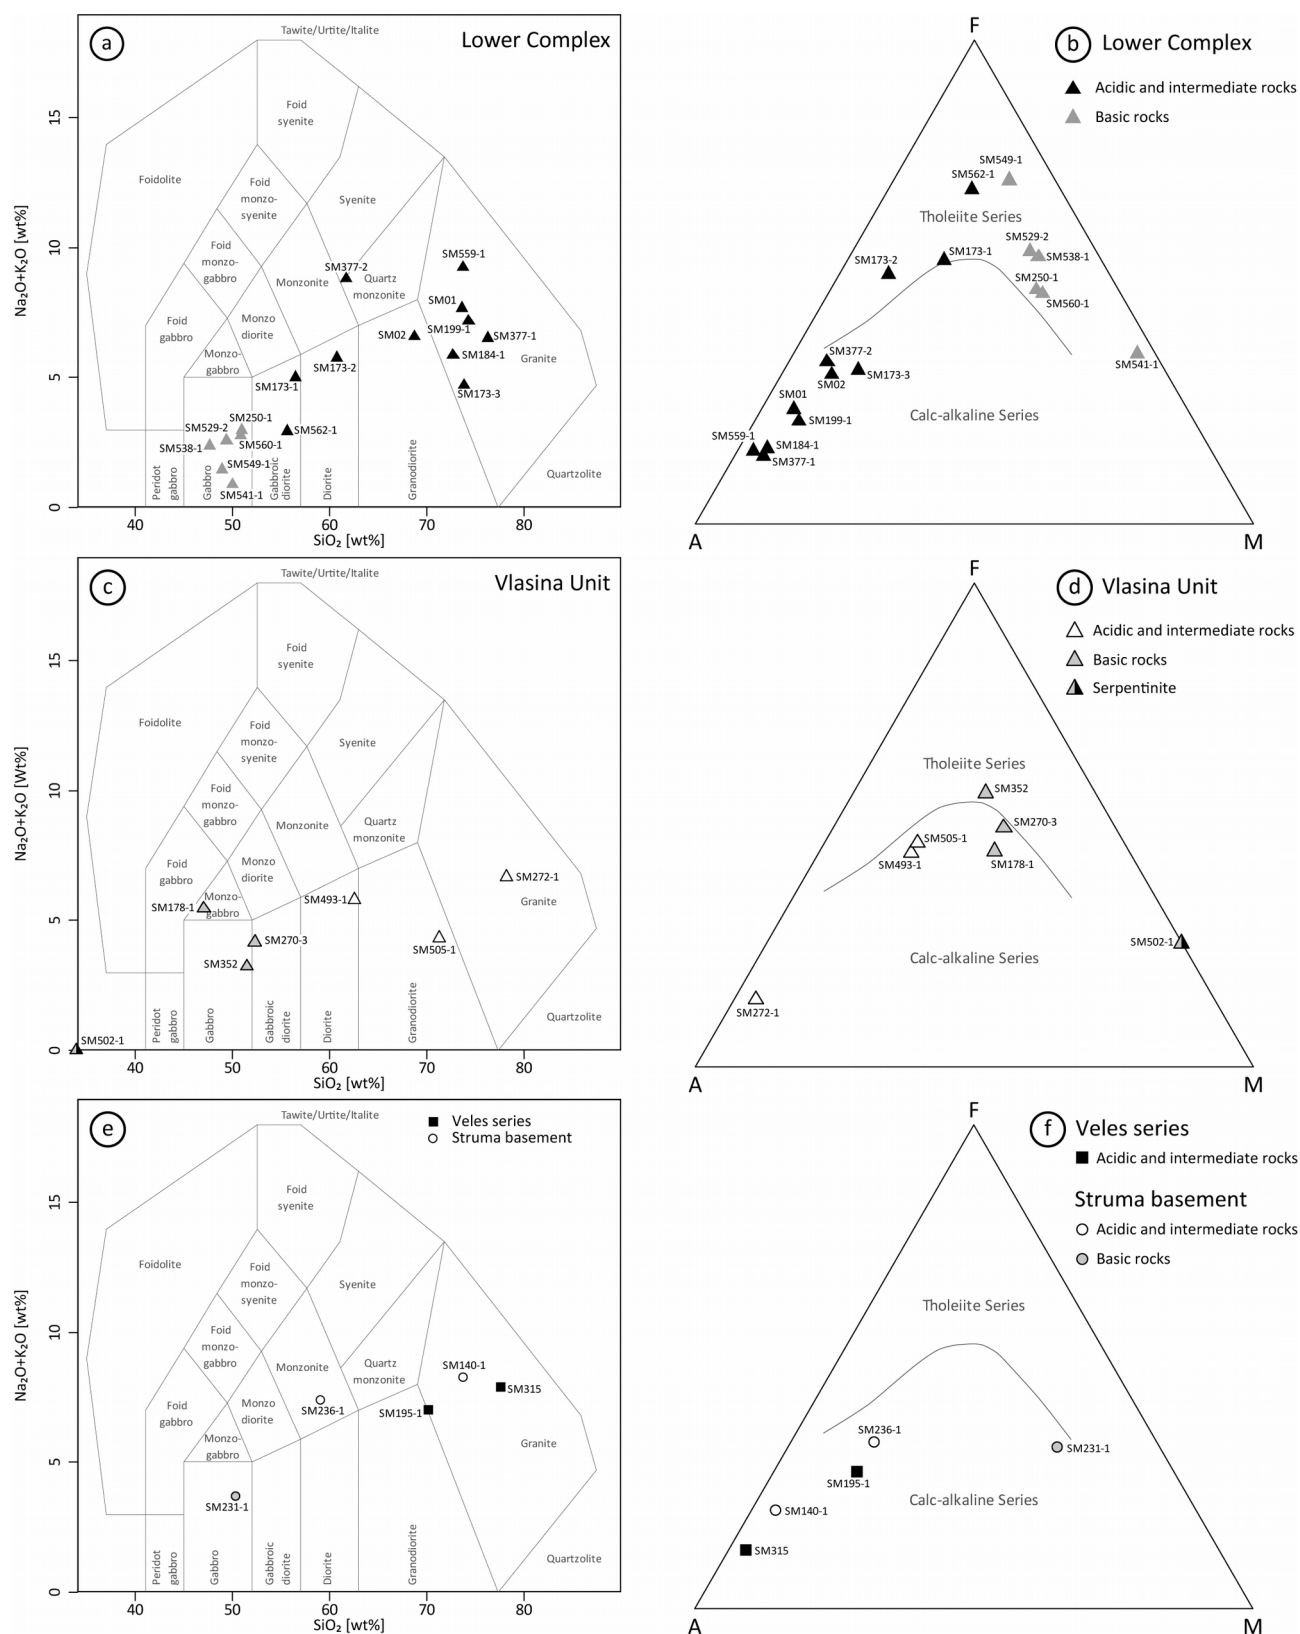 a
Lower Complex
Tawite/Urtite/Italite
Foid
syenite
Foidolite
Foid
monzo-
syenite
Syenite
Foid
monzo-
gabbro
Monzonite
Quartz
monzonite
Foid
gabbro
Monzo
diorite
Monzo-
gabbro
Granite
Peridot
gabbro
Gabbro
Gabbroic
diorite
Diorite
Granodiorite
Quartzolite
SM559-1
SM377-2
SM01
SM199-1
SM02
SM377-1
SM184-1
SM173-2
SM173-1
SM173-3
SM250-1
SM529-2
SM562-1
SM538-1
SM560-1
SM549-1
SM541-1
Na₂O+K₂O [wt%]
0
5
10
15
40
50
60
70
80
SiO₂ [wt%]
b
Lower Complex
Acidic and intermediate rocks
Basic rocks
F
SM549-1
SM562-1
Tholeiite Series
SM529-2
SM173-1
SM538-1
SM173-2
SM250-1
SM560-1
SM377-2
SM541-1
SM02
SM173-3
SM01
SM199-1
Calc-alkaline Series
SM559-1
SM184-1
SM377-1
A
M
c
Vlasina Unit
Tawite/Urtite/Italite
Foid
syenite
Foidolite
Foid
monzo-
syenite
Syenite
Foid
monzo-
gabbro
Monzonite
Quartz
monzonite
Foid
gabbro
Monzo
diorite
Monzo-
gabbro
Granite
Peridot
gabbro
Gabbro
Gabbroic
diorite
Diorite
Granodiorite
Quartzolite
SM272-1
SM493-1
SM178-1
SM270-3
SM505-1
SM352
SM502-1
Na₂O+K₂O [Wt%]
0
5
10
15
40
50
60
70
80
SiO₂ [wt%]
d
Vlasina Unit
Acidic and intermediate rocks
Basic rocks
Serpentinite
F
Tholeiite Series
SM352
SM270-3
SM505-1
SM493-1
SM178-1
SM502-1
Calc-alkaline Series
SM272-1
A
M
e
Veles series
Struma basement
Tawite/Urtite/Italite
Foid
syenite
Foidolite
Foid
monzo-
syenite
Syenite
Foid
monzo-
gabbro
Monzonite
Quartz
monzonite
Foid
gabbro
Monzo
diorite
Monzo-
gabbro
Granite
Peridot
gabbro
Gabbro
Gabbroic
diorite
Diorite
Granodiorite
Quartzolite
SM140-1
SM315
SM236-1
SM195-1
SM231-1
Na₂O+K₂O [wt%]
0
5
10
15
40
50
60
70
80
SiO₂ [wt%]
f
Veles series
Acidic and intermediate rocks
Struma basement
Acidic and intermediate rocks
Basic rocks
F
Tholeiite Series
SM236-1
SM231-1
SM195-1
Calc-alkaline Series
SM140-1
SM315
A
M